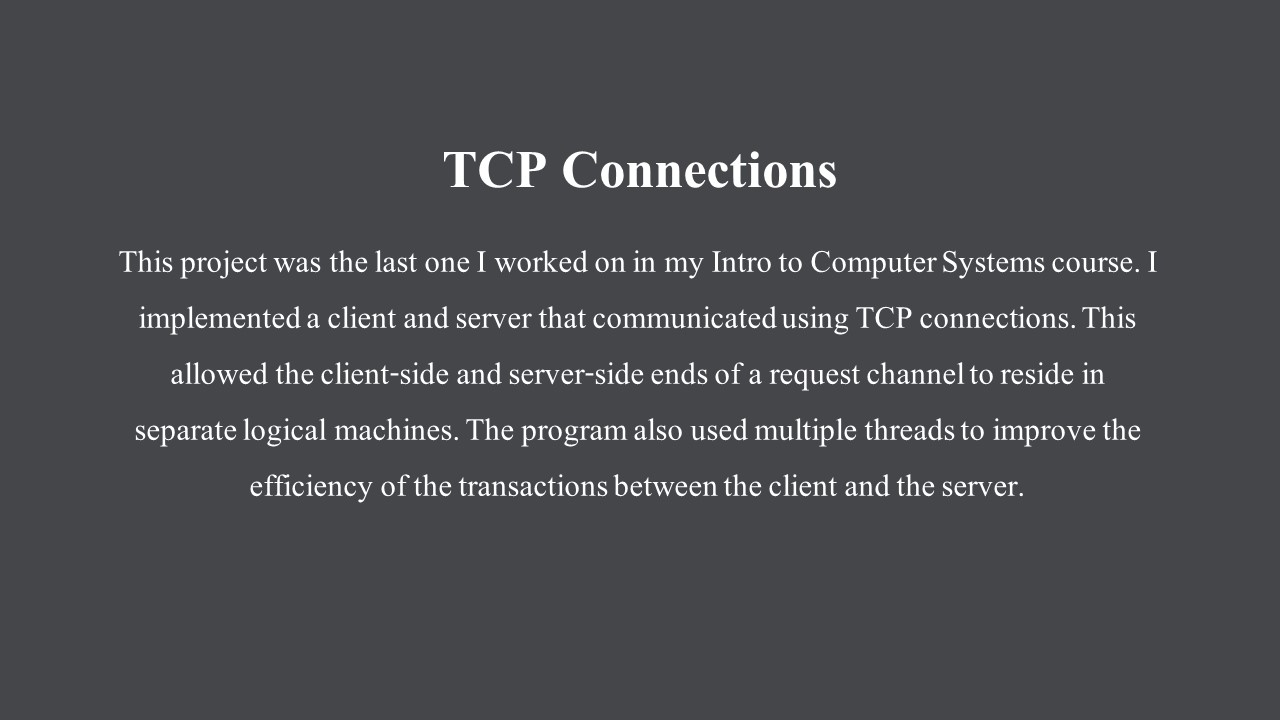 TCP Connections
This project was the last one I worked on in my Intro to Computer Systems course. I
implemented a client and server that communicated using TCP connections. This
allowed the client-side and server-side ends of a request channel to reside in
separate logical machines. The program also used multiple threads to improve the
efficiency of the transactions between the client and the server.